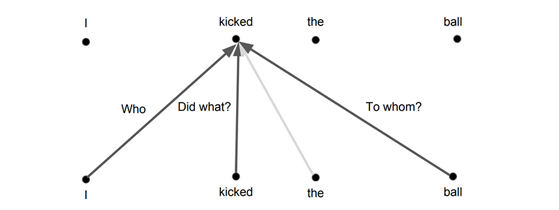 I kicked the ball
Who Did what? To whom?
I kicked the ball